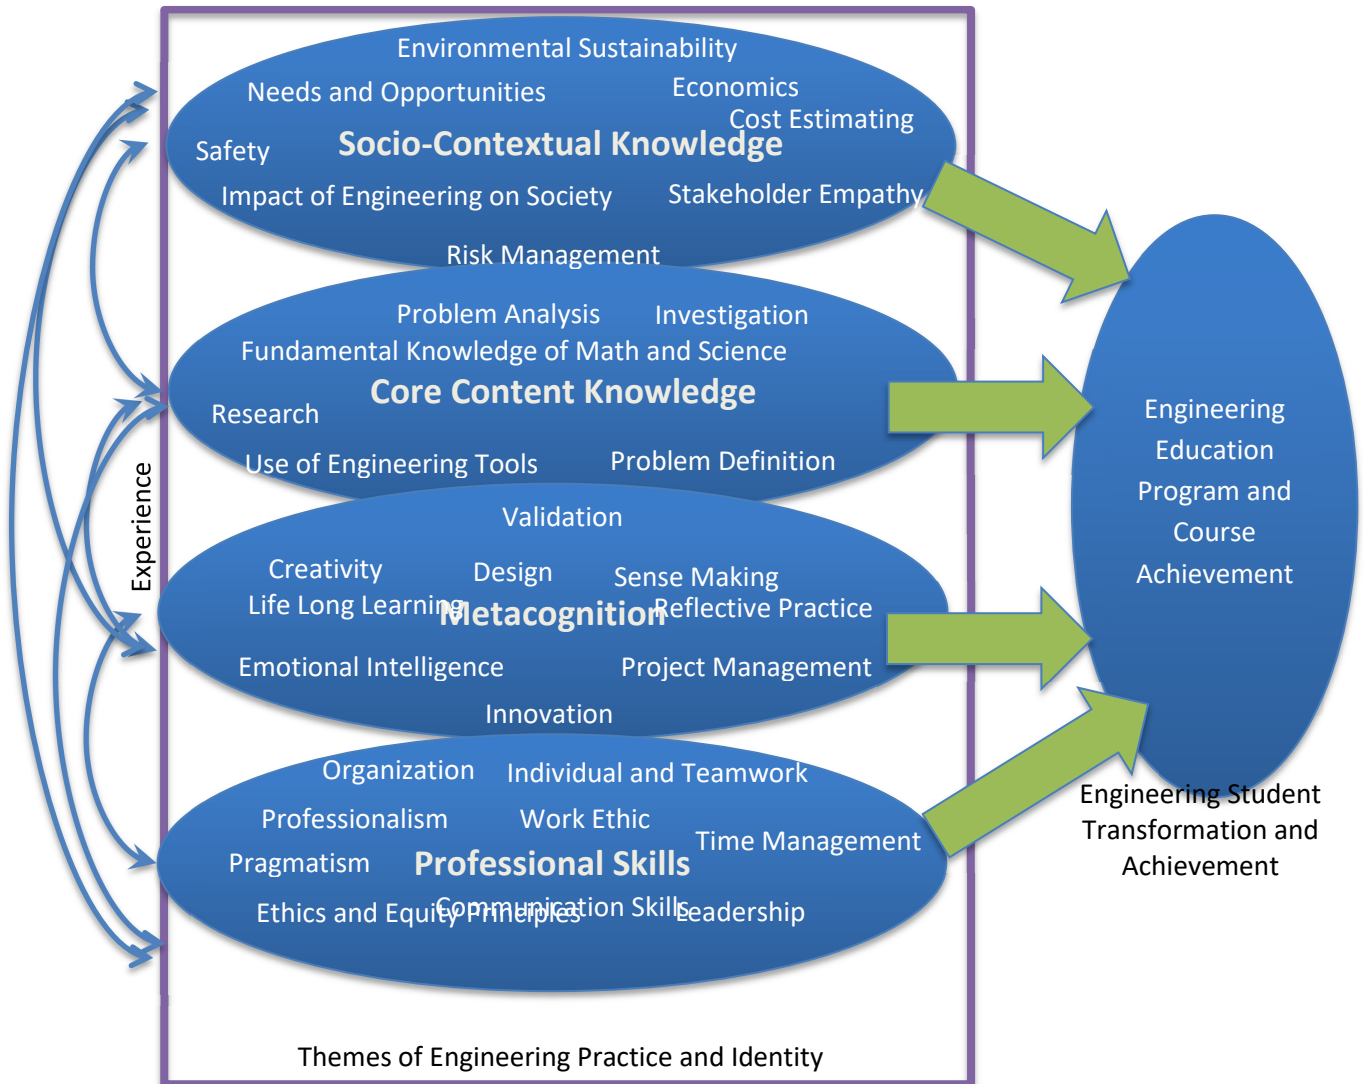 Environmental Sustainability
Needs and Opportunities
Economics
Cost Estimating
Socio-Contextual Knowledge
Safety
Impact of Engineering on Society
Stakeholder Empathy
Risk Management
Problem Analysis
Investigation
Fundamental Knowledge of Math and Science
Core Content Knowledge
Research
Use of Engineering Tools
Problem Definition
Experience
Validation
Creativity
Design
Sense Making
Life Long Learning
Metacognition
Reflective Practice
Emotional Intelligence
Project Management
Innovation
Organization
Individual and Teamwork
Professionalism
Work Ethic
Time Management
Pragmatism
Professional Skills
Ethics and Equity Principles
Communication Skills
Leadership
Themes of Engineering Practice and Identity
Engineering
Education
Program and
Course
Achievement
Engineering Student
Transformation and
Achievement